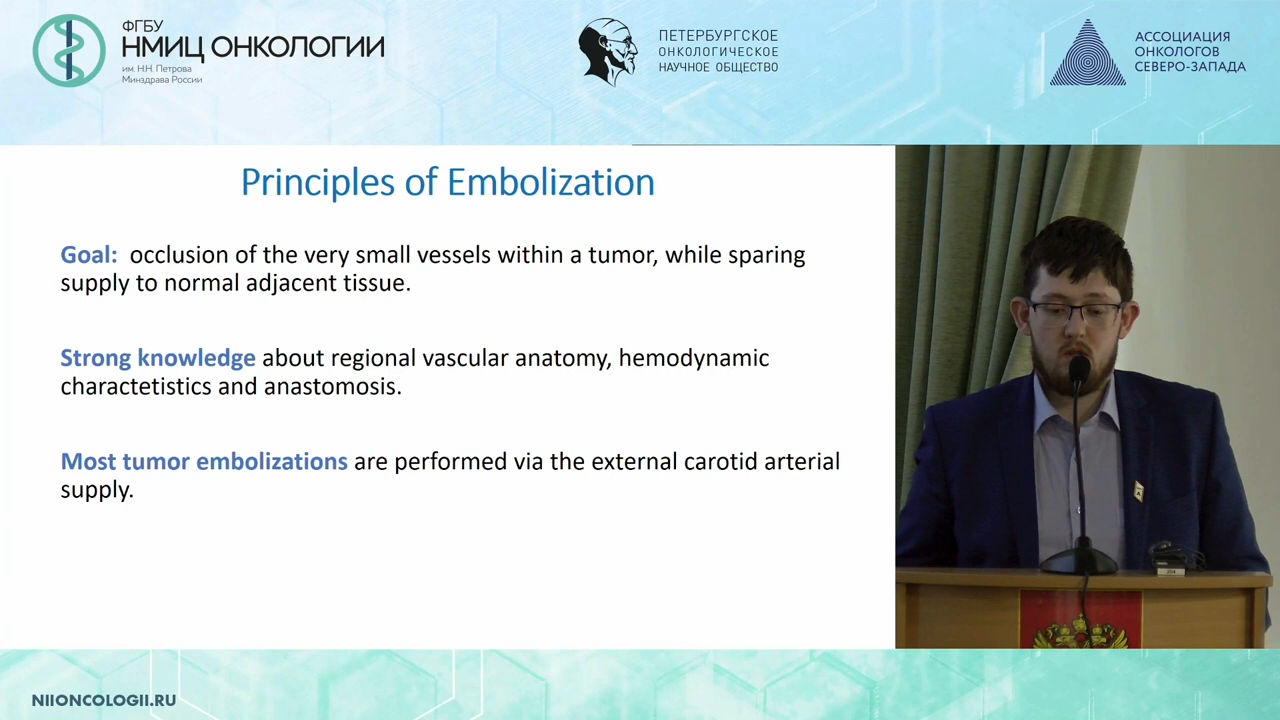 ФГБУ
НМИЦ ОНКОЛОГИИ
им. Н.Н. Петрова
Минздрава России
ПЕТЕРБУРГСКОЕ
ОНКОЛОГИЧЕСКОЕ
НАУЧНОЕ ОБЩЕСТВО
АССОЦИАЦИЯ
ОНКОЛОГОВ
СЕВЕРО-ЗАПАДА
Principles of Embolization
Goal: occlusion of the very small vessels within a tumor, while sparing
supply to normal adjacent tissue.
Strong knowledge about regional vascular anatomy, hemodynamic
charactetistics and anastomosis.
Most tumor embolizations are performed via the external carotid arterial
supply.
NIIONCOLOGII.RU